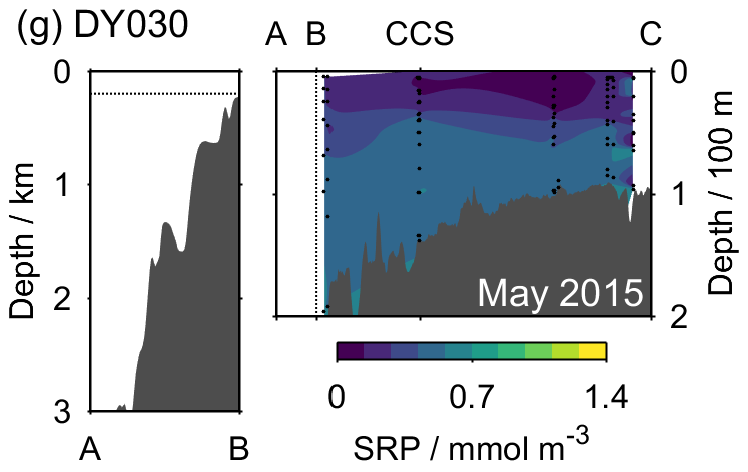 (g) DY030
A B CCS C
0
1
2
3
Depth / km
A B
0
1
2
Depth / 100 m
May 2015
0 0.7 1.4
SRP / mmol m⁻³